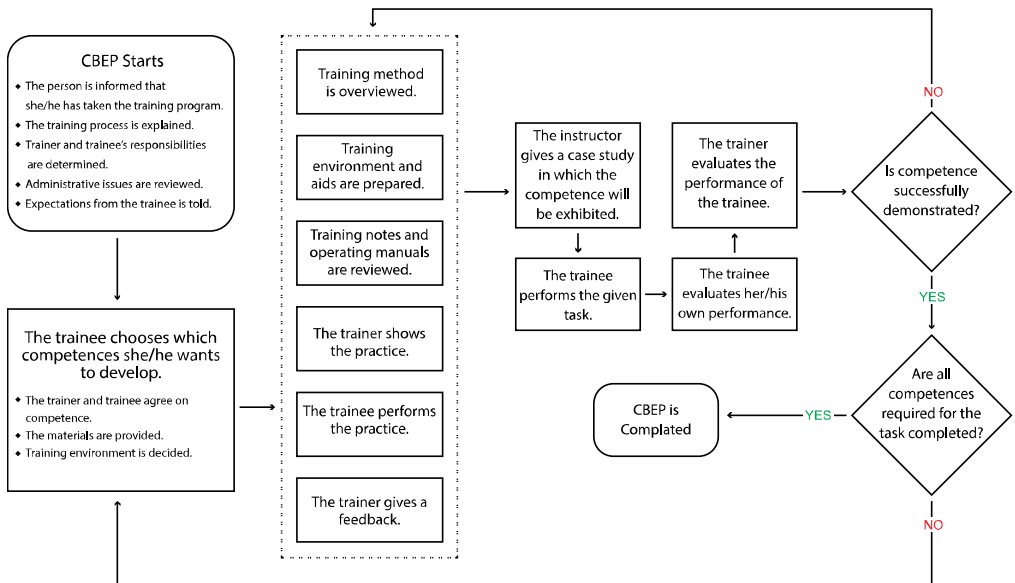 CBEP Starts
◆ The person is informed that
she/he has taken the training program.
◆ The training process is explained.
◆ Trainer and trainee's responsibilities
are determined.
◆ Administrative issues are reviewed.
◆ Expectations from the trainee is told.
The trainee chooses which
competences she/he wants
to develop.
◆ The trainer and trainee agree on
competence.
◆ The materials are provided.
◆ Training environment is decided.
Training method
is overviewed.
Training
environment and
aids are prepared.
Training notes and
operating manuals
are reviewed.
The trainer shows
the practice.
The trainee performs
the practice.
The trainer gives a
feedback.
The instructor
gives a case study
in which the
competence will
be exhibited.
The trainee
performs the given
task.
The trainee
evaluates her/his
own performance.
The trainer
evaluates the
performance of
the trainee.
NO
Is competence
successfully
demonstrated?
YES
Are all
competences
required for the
task completed?
YES
CBEP is
Complated
NO